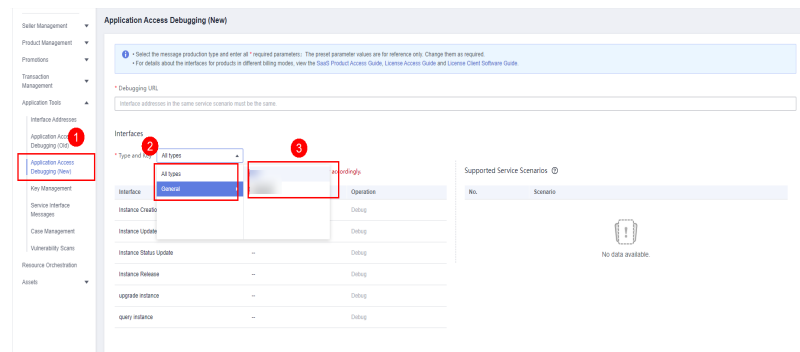 Application Access Debugging (New)
Seller Management
Product Management
Promotions
Transaction
Management
Application Tools
Interface Addresses
Application Acc
Debugging (Old)
Application Access
Debugging (New)
Key Management
Service Interface
Messages
Case Management
Vulnerability Scans
Resource Orchestration
Assets
• Select the message production type and enter all * required parameters. The preset parameter values are for reference only. Change them as required.
• For details about the interfaces for products in different billing modes, view the SaaS Product Access Guide, License Access Guide and License Client Software Guide.
* Debugging URL
Interface addresses in the same service scenario must be the same.
Interfaces
1
2
3
* Type and Key
All types
All types
General
accordingly.
Interface
Operation
Instance Creatio
Debug
Instance Update
Debug
Instance Status Update
--
Debug
Instance Release
--
Debug
upgrade instance
--
Debug
query instance
--
Debug
Supported Service Scenarios
No.
Scenario
No data available.